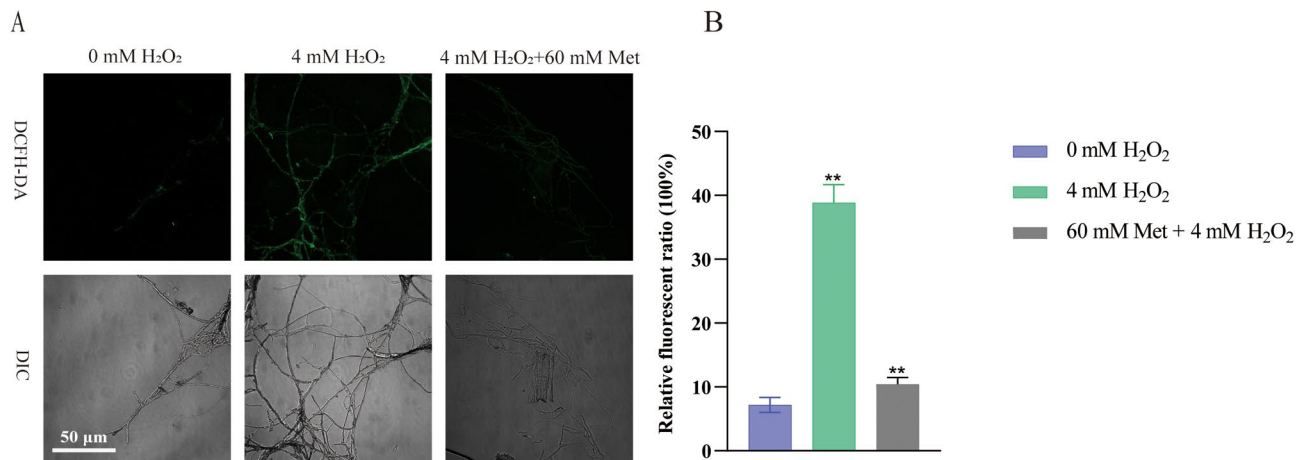 A
0 mM H₂O₂
4 mM H₂O₂
4 mM H₂O₂+60 mM Met
DCFH-DA
DIC
50 μm
B
Relative fluorescent ratio (100%)
50
40
30
20
10
0
**
**
0 mM H₂O₂
4 mM H₂O₂
60 mM Met + 4 mM H₂O₂